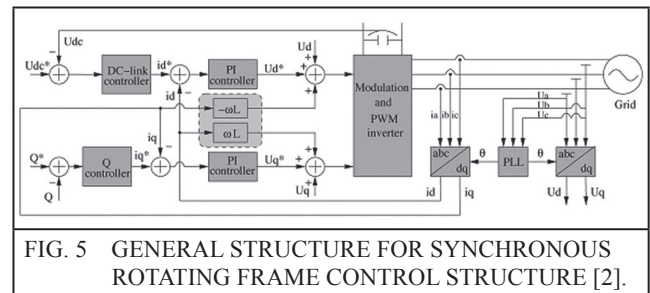 Udc
Udc*
DC-link
controller
id*
id
PI
controller
Ud*
Ud
Modulation
and
PWM
inverter
Grid
-ωL
ωL
iq
Q*
Q
Q
controller
iq*
PI
controller
Uq*
Uq
ia ib ic
Ua
Ub
Uc
abc
dq
θ
PLL
θ
abc
dq
id
iq
Ud
Uq
FIG. 5 GENERAL STRUCTURE FOR SYNCHRONOUS
ROTATING FRAME CONTROL STRUCTURE [2].